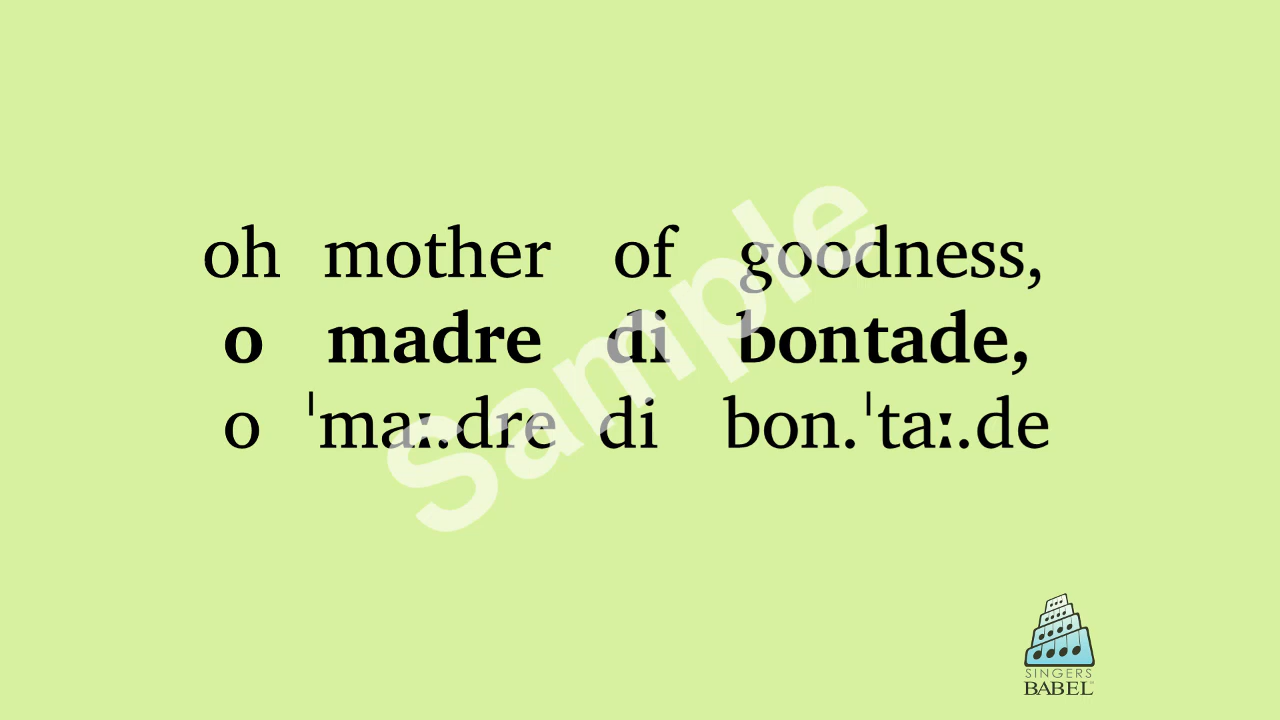 oh mother of goodness,
o madre di bontade,
o ˈmaː.dre di bon.ˈtaː.de
Sample
SINGERS
BABEL